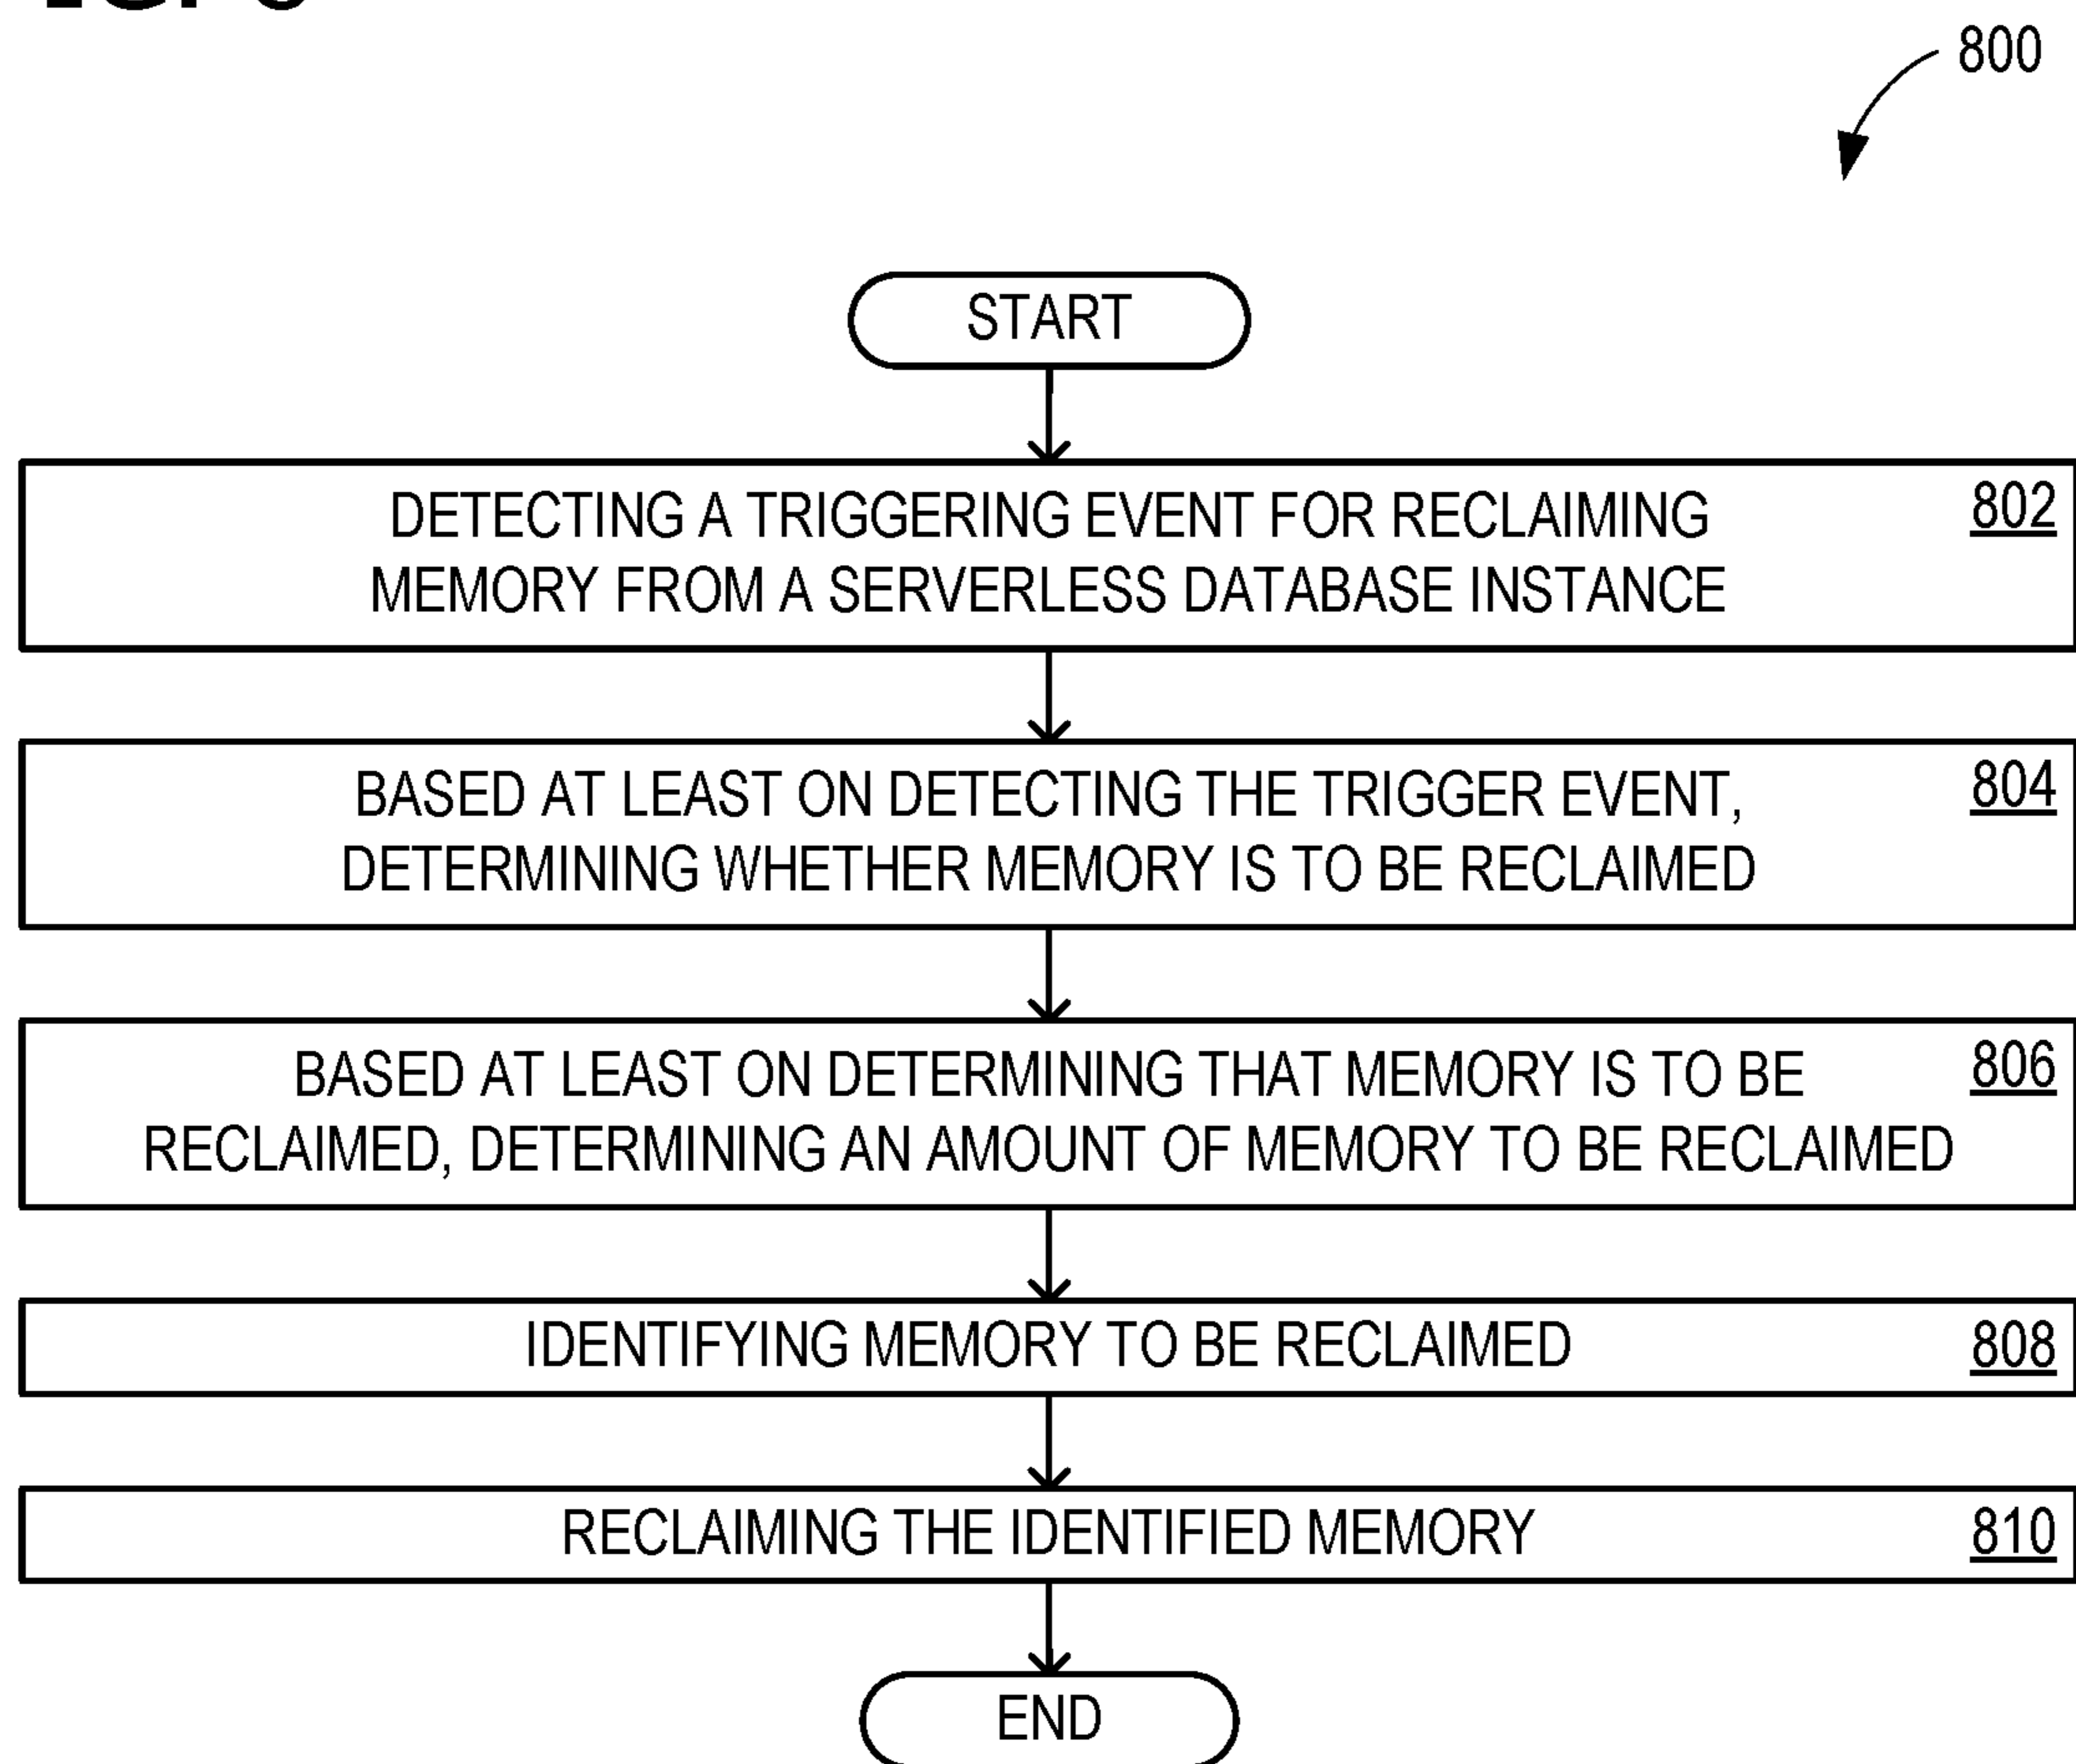 800
START
DETECTING A TRIGGERING EVENT FOR RECLAIMING
802
MEMORY FROM A SERVERLESS DATABASE INSTANCE
BASED AT LEAST ON DETECTING THE TRIGGER EVENT,
804
DETERMINING WHETHER MEMORY IS TO BE RECLAIMED
BASED AT LEAST ON DETERMINING THAT MEMORY IS TO BE
806
RECLAIMED, DETERMINING AN AMOUNT OF MEMORY TO BE RECLAIMED
IDENTIFYING MEMORY TO BE RECLAIMED
808
RECLAIMING THE IDENTIFIED MEMORY
810
END